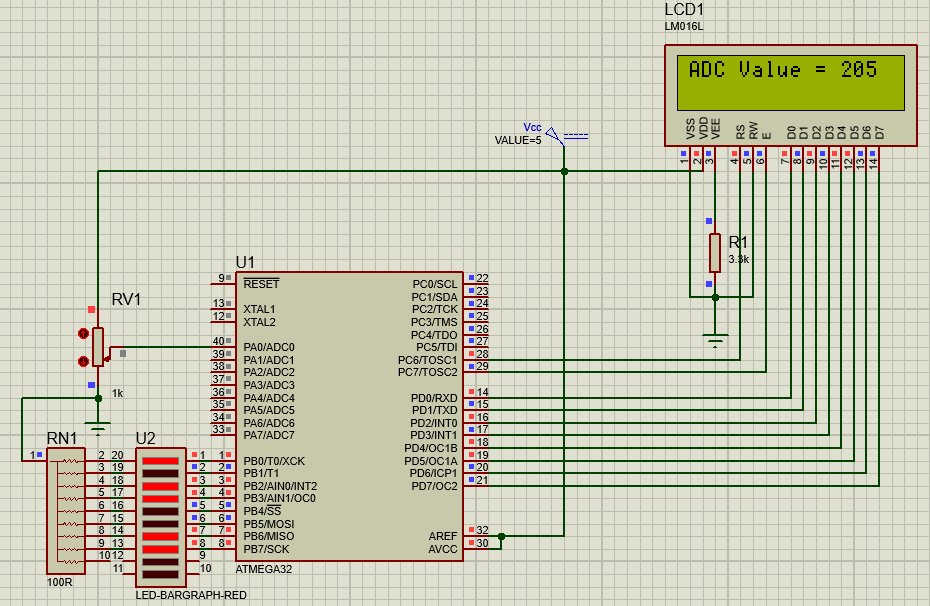 LCD1
LM016L
ADC Value = 205
VSS VDD VEE RS RW E D0 D1 D2 D3 D4 D5 D6 D7
1 2 3 4 5 6 7 8 9 10 11 12 13 14
Vcc
VALUE=5
R1
3.3k
RV1
1k
U1
9 RESET PC0/SCL 22
PC1/SDA 23
13 XTAL1 PC2/TCK 24
12 XTAL2 PC3/TMS 25
PC4/TDO 26
40 PA0/ADC0 PC5/TDI 27
39 PA1/ADC1 PC6/TOSC1 28
38 PA2/ADC2 PC7/TOSC2 29
37 PA3/ADC3
36 PA4/ADC4 PD0/RXD 14
35 PA5/ADC5 PD1/TXD 15
34 PA6/ADC6 PD2/INT0 16
33 PA7/ADC7 PD3/INT1 17
PD4/OC1B 18
PB0/T0/XCK PD5/OC1A 19
PB1/T1 PD6/ICP1 20
PB2/AIN0/INT2 PD7/OC2 21
PB3/AIN1/OC0
PB4/SS
PB5/MOSI
PB6/MISO AREF 32
PB7/SCK AVCC 30
ATMEGA32
RN1 U2
1 2 20 1 1
3 19 2 2
4 18 3 3
5 17 4 4
6 16 5 5
7 15 6 6
8 14 7 7
9 13 8 8
10 12 9
11 10
100R
LED-BARGRAPH-RED